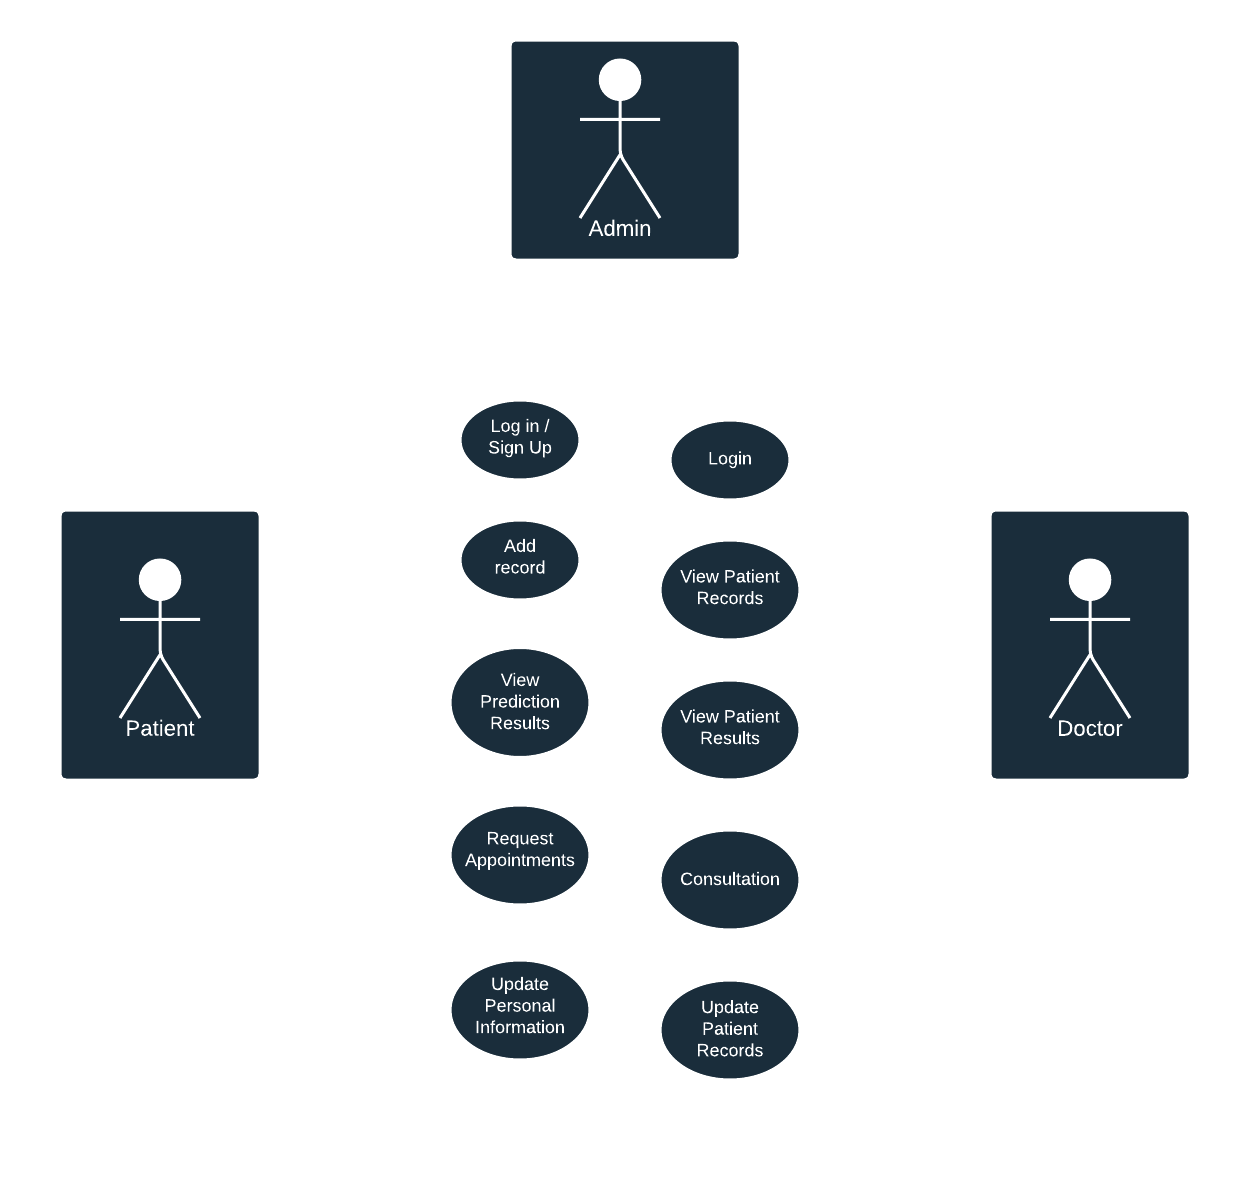 Admin
Log in /
Sign Up
Login
Add
record
View Patient
Records
View
Prediction
Results
View Patient
Results
Patient
Doctor
Request
Appointments
Consultation
Update
Personal
Information
Update
Patient
Records